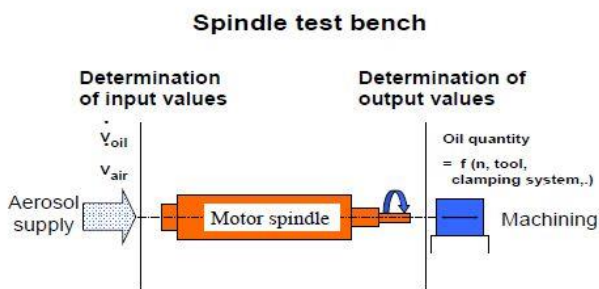 Spindle test bench
Determination
of input values
V̇oil
V̇air
Aerosol
supply
Motor spindle
Determination of
output values
Oil quantity
= f (n, tool,
clamping system,.)
Machining